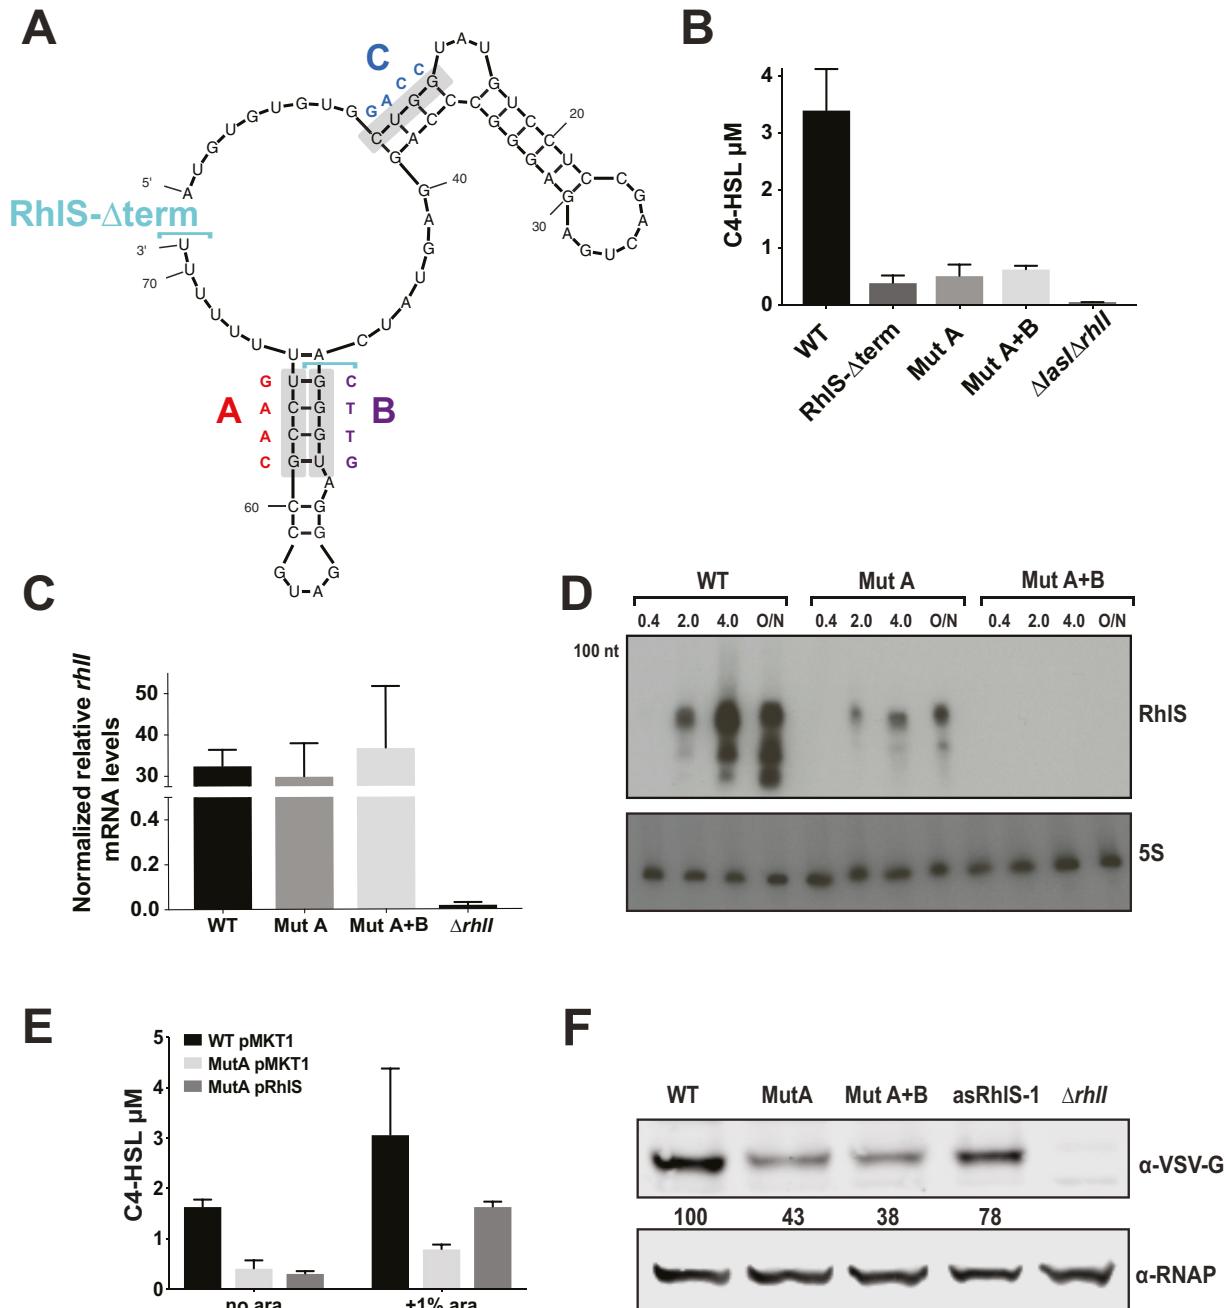 A
C
G A C C
5'
3'
70
RhlS-Δterm
A U G U G U G U G C U G G U A U G U C C U C C G A C U G A G A G G G C C A G G A G U A U C A
20
30
40
G G G U A G G G A G U G C C G C C U U U U U U U U
60
A
G
A
A
C
B
C
T
T
G
B
C4-HSL µM
4
3
2
1
0
WT
RhlS-Δterm
Mut A
Mut A+B
ΔlasIΔrhlI
C
Normalized relative rhlI
mRNA levels
50
40
30
0.4
0.2
0.0
WT Mut A Mut A+B ΔrhlI
D
WT Mut A Mut A+B
0.4 2.0 4.0 O/N 0.4 2.0 4.0 O/N 0.4 2.0 4.0 O/N
100 nt
RhlS
5S
E
C4-HSL µM
5
4
3
2
1
0
WT pMKT1
MutA pMKT1
MutA pRhlS
no ara +1% ara
F
WT MutA Mut A+B asRhlS-1 ΔrhlI
α-VSV-G
100 43 38 78
α-RNAP